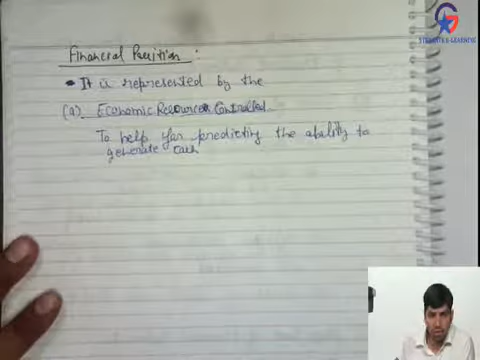 Financial Position :
• It is represented by the
(a). Economic Resources Controlled
To help for predicting the ability to
generate cash